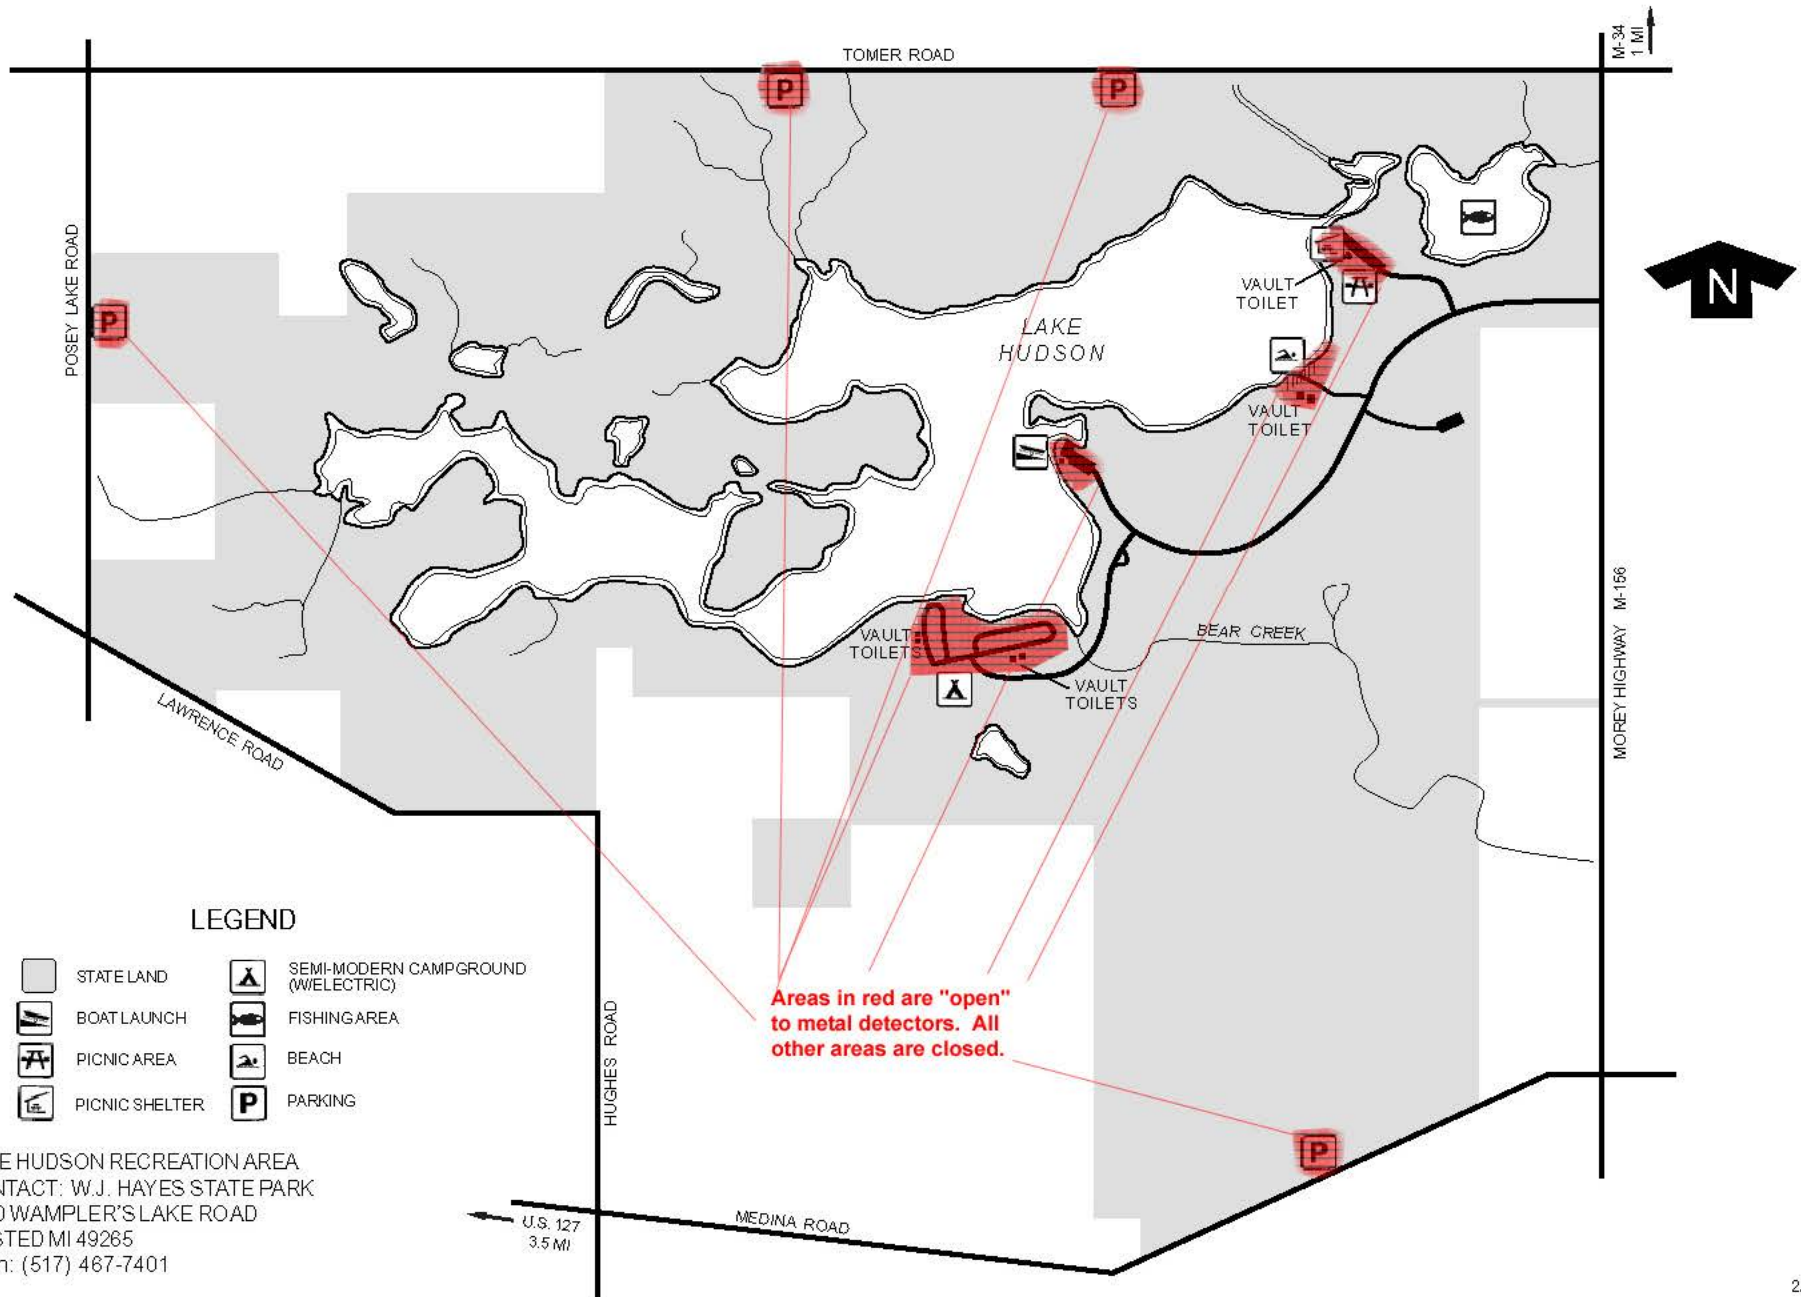 TOMER ROAD
M-34
1 MI
P
P
POSEY LAKE ROAD
P
VAULT
TOILET
N
LAKE
HUDSON
VAULT
TOILET
VAULT
TOILETS
BEAR CREEK
VAULT
TOILETS
MOREY HIGHWAY M-156
LAWRENCE ROAD
LEGEND
STATE LAND
SEMI-MODERN CAMPGROUND
(W/ELECTRIC)
BOAT LAUNCH
FISHING AREA
PICNIC AREA
BEACH
PICNIC SHELTER
P PARKING
Areas in red are "open"
to metal detectors. All
other areas are closed.
HUGHES ROAD
P
E HUDSON RECREATION AREA
NTACT: W.J. HAYES STATE PARK
0 WAMPLER'S LAKE ROAD
STED MI 49265
n: (517) 467-7401
U.S. 127
3.5 MI
MEDINA ROAD